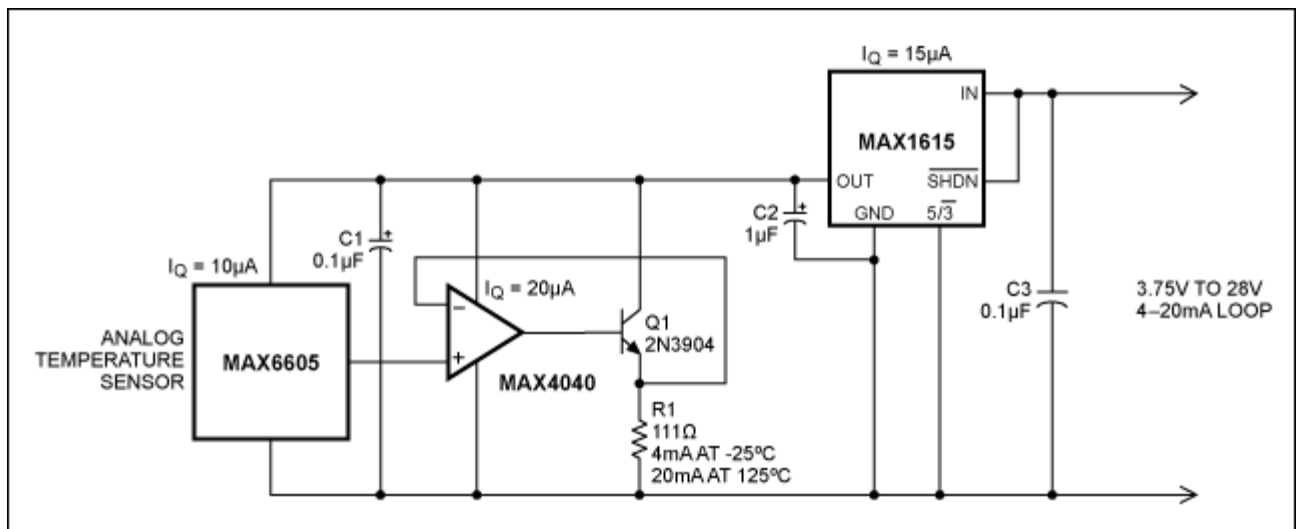 I_Q = 15µA
IN
MAX1615
OUT
SHDN
GND
5/3
C2
1µF
C1
0.1µF
I_Q = 10µA
I_Q = 20µA
C3
0.1µF
3.75V TO 28V
4–20mA LOOP
Q1
2N3904
ANALOG
TEMPERATURE
SENSOR
MAX6605
−
+
MAX4040
R1
111Ω
4mA AT -25ºC
20mA AT 125ºC